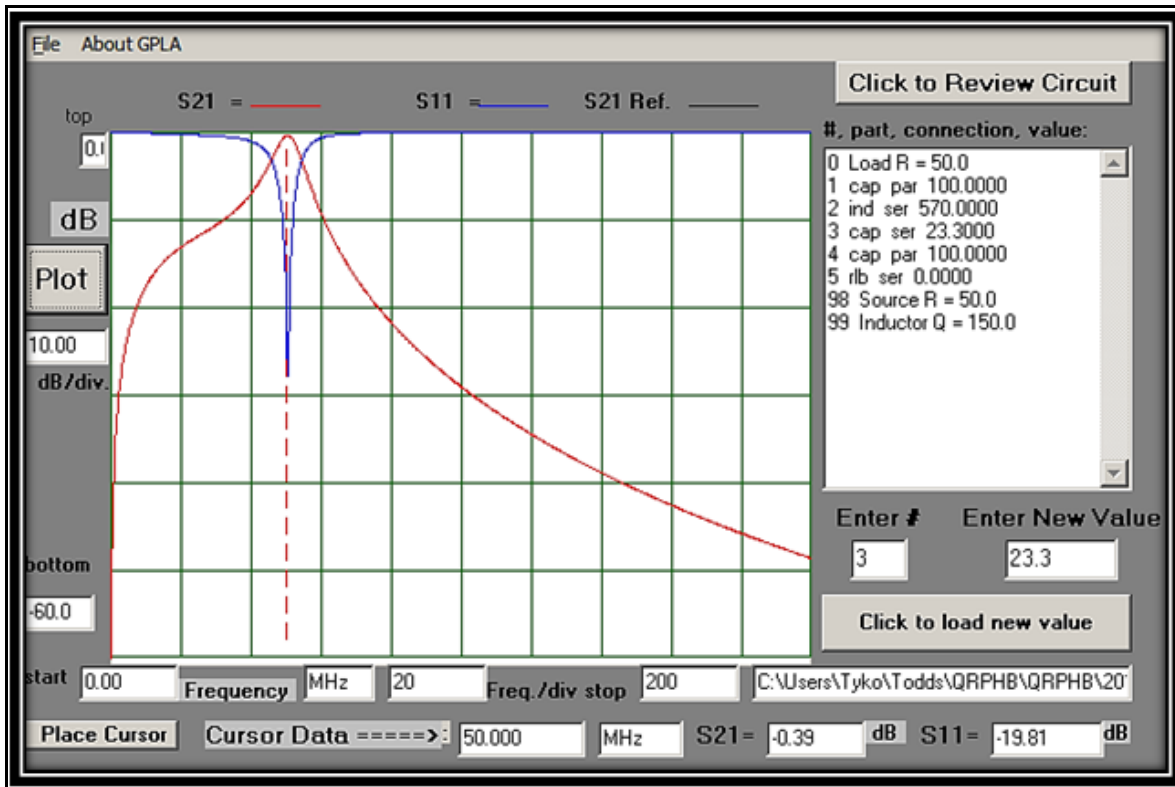 File About GPLA
Click to Review Circuit
S21 = S11 = S21 Ref.
top
#, part, connection, value:
0 Load R = 50.0
1 cap par 100.0000
2 ind ser 570.0000
3 cap ser 23.3000
4 cap par 100.0000
5 rlb ser 0.0000
98 Source R = 50.0
99 Inductor Q = 150.0
dB
Plot
10.00
dB/div.
Enter # Enter New Value
3 23.3
bottom
-60.0
Click to load new value
start 0.00 Frequency MHz 20 Freq./div stop 200 C:\Users\Tyko\Todds\QRPHB\QRPHB\20
Place Cursor Cursor Data =====>: 50.000 MHz S21= -0.39 dB S11= -19.81 dB